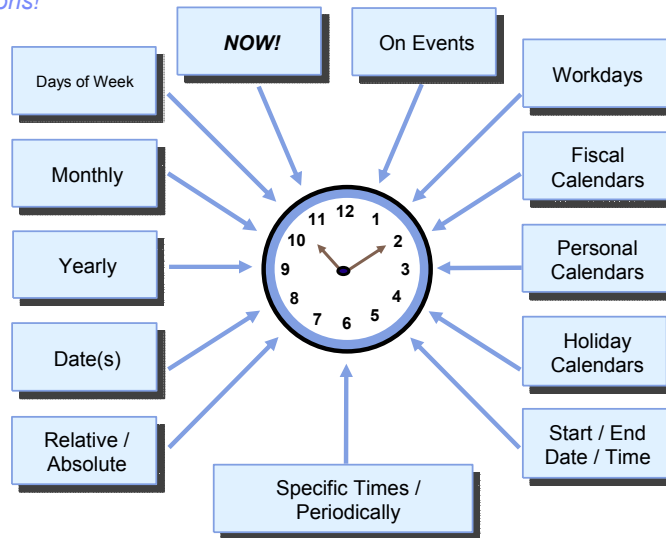 NOW!
On Events
Days of Week
Workdays
Monthly
Fiscal
Calendars
Yearly
Personal
Calendars
Date(s)
Holiday
Calendars
Relative /
Absolute
Start / End
Date / Time
Specific Times /
Periodically
12
1
2
3
4
5
6
7
8
9
10
11